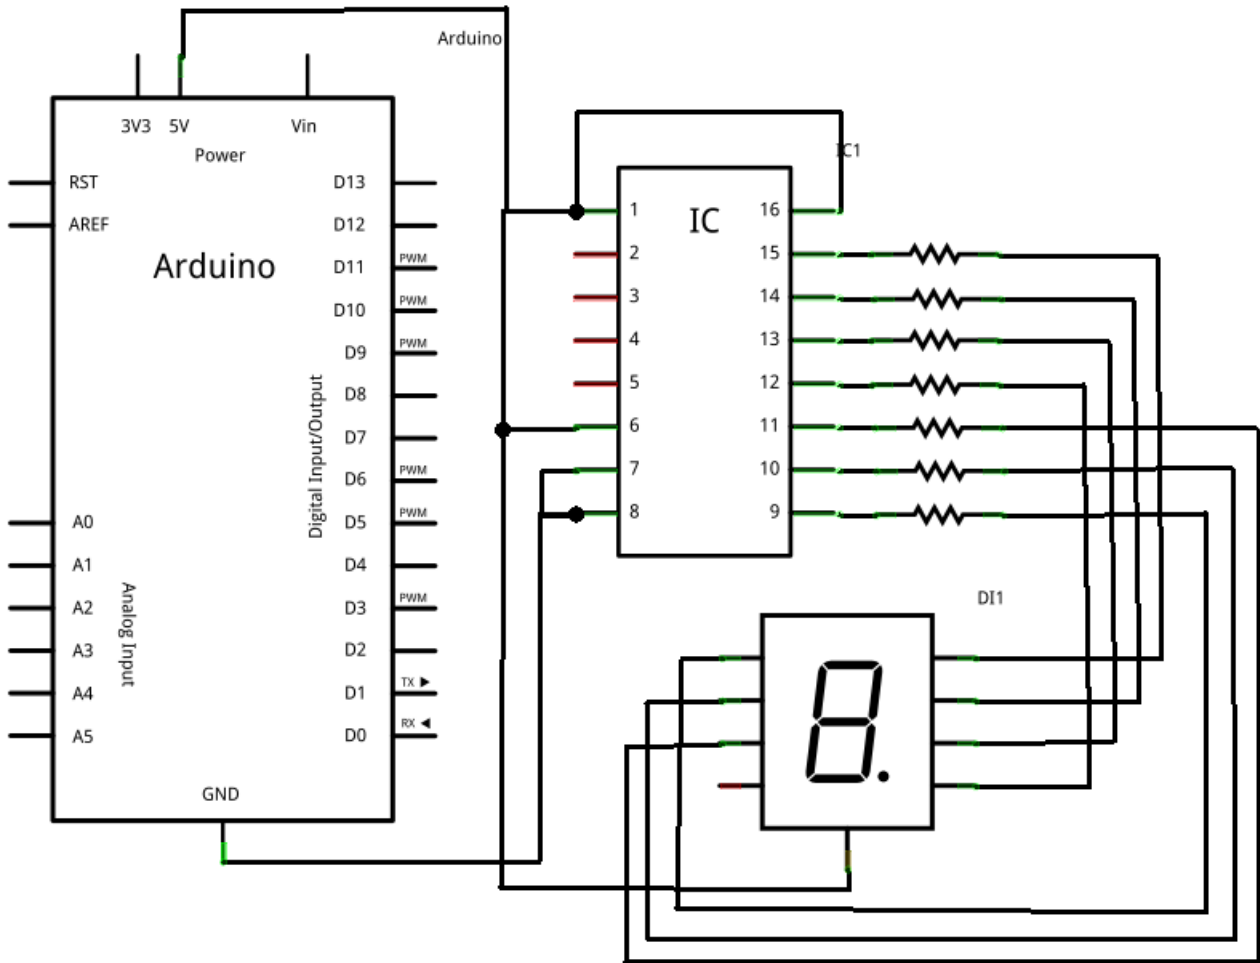 Arduino
3V3 5V Vin
Power
IC1
RST D13
AREF D12
Arduino
D11 PWM
D10 PWM
D9 PWM
D8
D7
D6 PWM
A0 D5 PWM
A1 D4
A2 D3 PWM
A3 D2
A4 D1 TX ▶
A5 D0 RX ◀
Digital Input/Output
Analog Input
GND
IC
1 16
2 15
3 14
4 13
5 12
6 11
7 10
8 9
DI1
8.